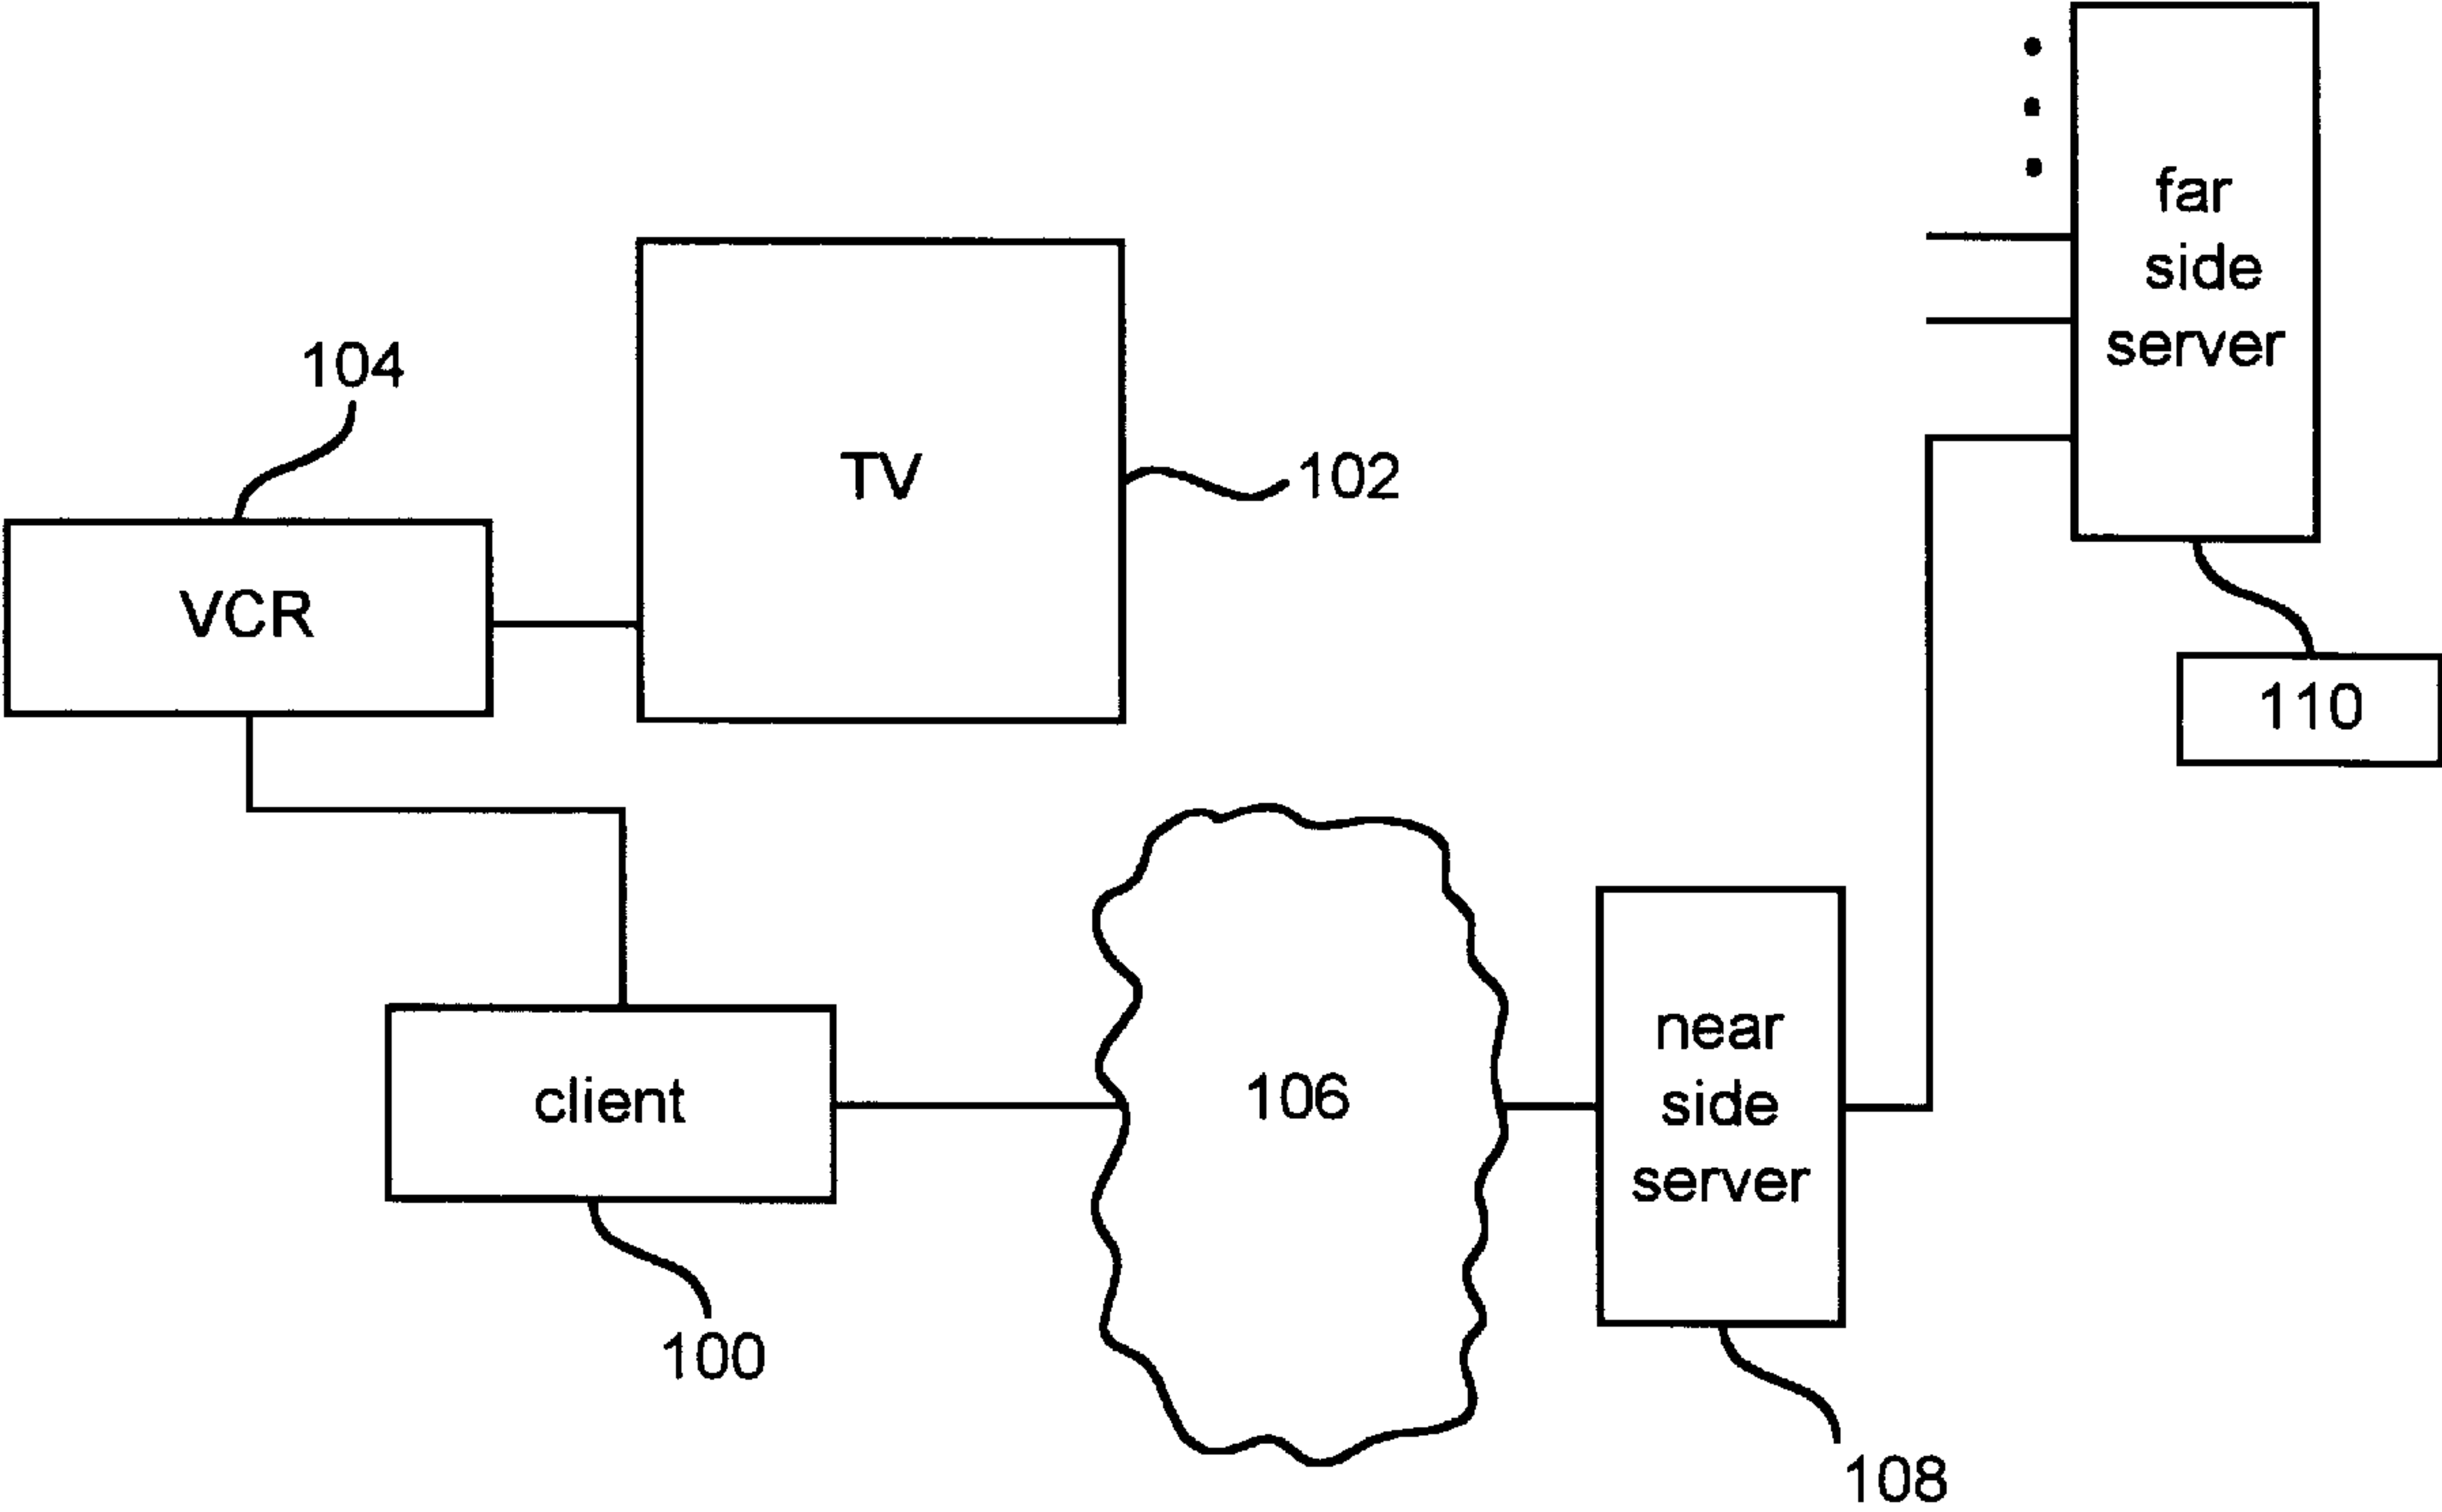 far
side
server
104
TV
102
VCR
110
near
side
server
client
106
100
108